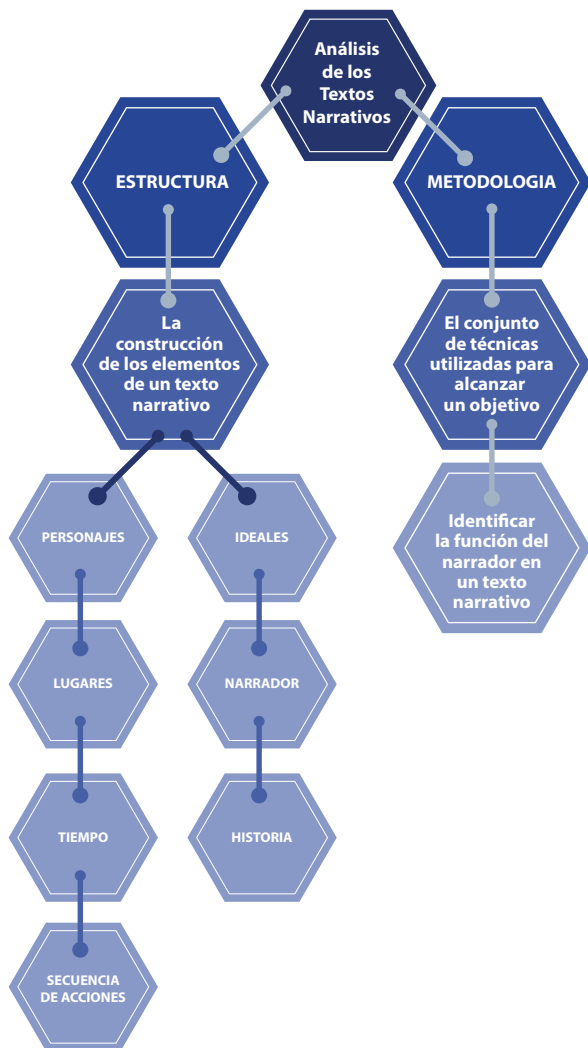 Análisis
de los
Textos
Narrativos
ESTRUCTURA
METODOLOGIA
La
construcción
de los elementos
de un texto
narrativo
El conjunto
de técnicas
utilizadas para
alcanzar
un objetivo
PERSONAJES
IDEALES
Identificar
la función del
narrador en
un texto
narrativo
LUGARES
NARRADOR
TIEMPO
HISTORIA
SECUENCIA
DE ACCIONES